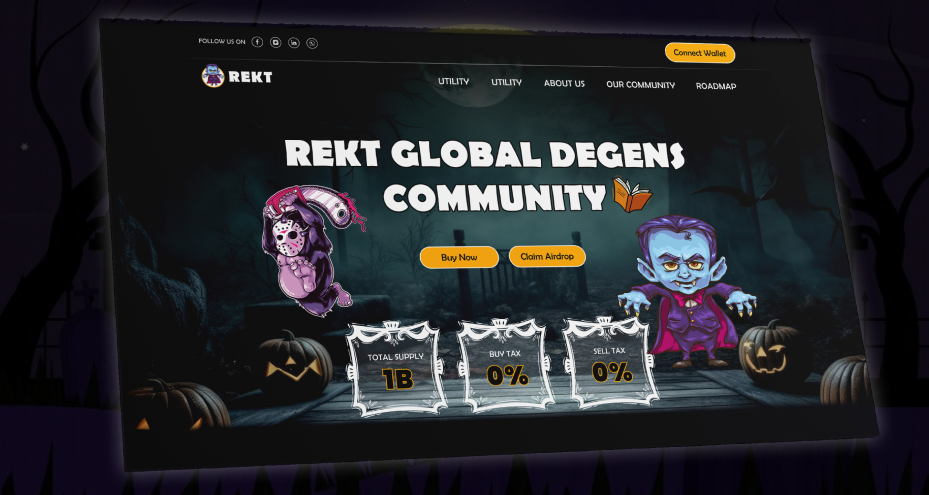 FOLLOW US ON
Connect Wallet
REKT
UTILITY UTILITY ABOUT US OUR COMMUNITY ROADMAP
REKT GLOBAL DEGENS
COMMUNITY
Buy Now Claim Airdrop
TOTAL SUPPLY
1B
BUY TAX
0%
SELL TAX
0%